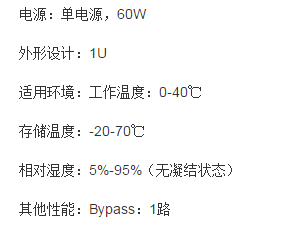 电源：单电源，60W
外形设计：1U
适用环境：工作温度：0-40℃
存储温度：-20-70℃
相对湿度：5%-95%（无凝结状态）
其他性能：Bypass：1路